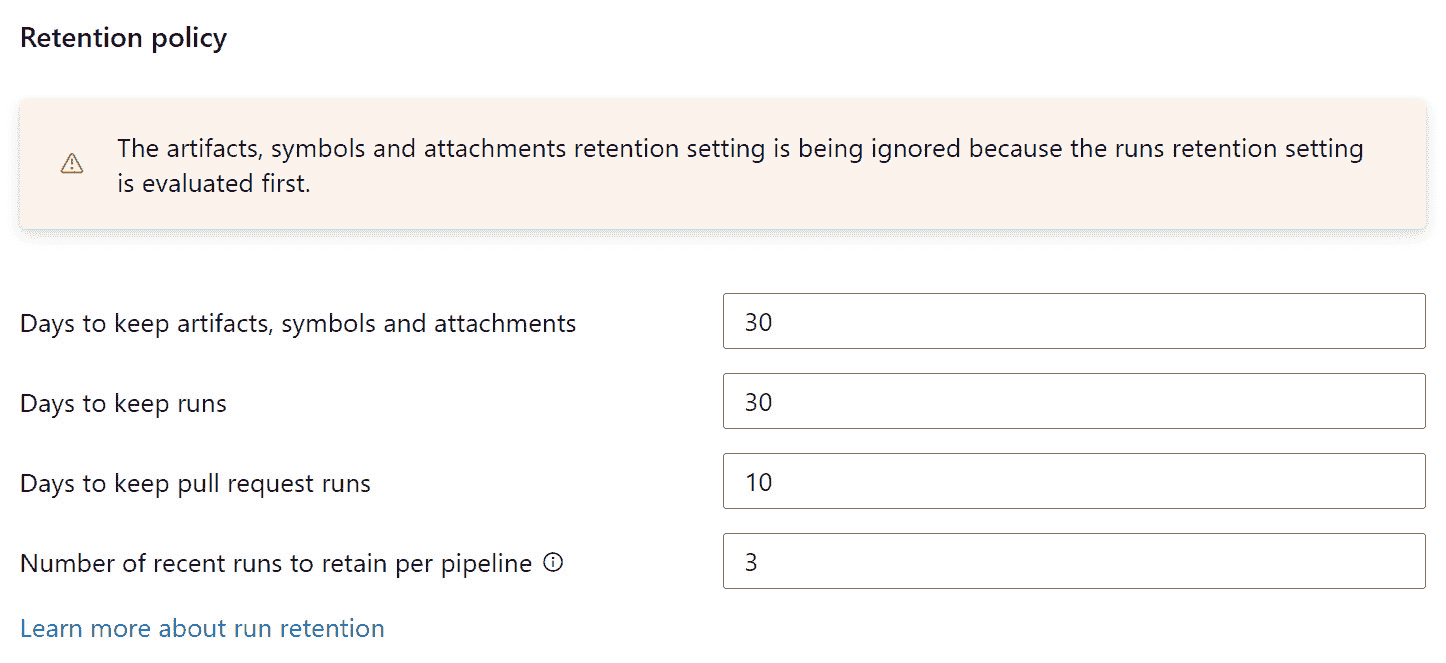 Retention policy
The artifacts, symbols and attachments retention setting is being ignored because the runs retention setting
is evaluated first.
Days to keep artifacts, symbols and attachments
30
Days to keep runs
30
Days to keep pull request runs
10
Number of recent runs to retain per pipeline
3
Learn more about run retention